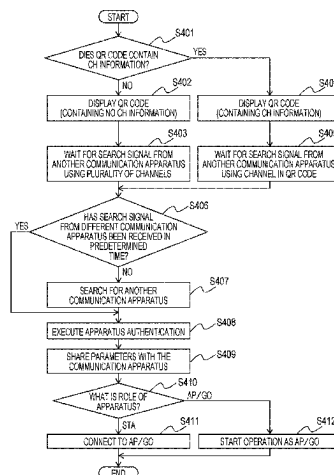 START
S401
DIES QR CODE CONTAIN
CH INFORMATION?
YES
NO
S402
DISPLAY QR CODE
(CONTAINING NO CH INFORMATION)
S403
WAIT FOR SEARCH SIGNAL FROM
ANOTHER COMMUNICATION APPARATUS
USING PLURALITY OF CHANNELS
S40
DISPLAY QR CODE
(CONTAINING CH INFORMATION)
S405
WAIT FOR SEARCH SIGNAL FROM
ANOTHER COMMUNICATION APPARATUS
USING CHANNEL IN QR CODE
S406
HAS SEARCH SIGNAL
FROM DIFFERENT COMMUNICATION
APPARATUS BEEN RECEIVED IN
PREDETERMINED
TIME?
YES
NO
S407
SEARCH FOR ANOTHER
COMMUNICATION APPARATUS
S408
EXECUTE APPARATUS AUTHENTICATION
S409
SHARE PARAMETERS WITH THE
COMMUNICATION APPARATUS
S410
WHAT IS ROLE OF
APPARATUS?
AP/GO
STA
S411
CONNECT TO AP/GO
S412
START OPERATION AS AP/GO
END